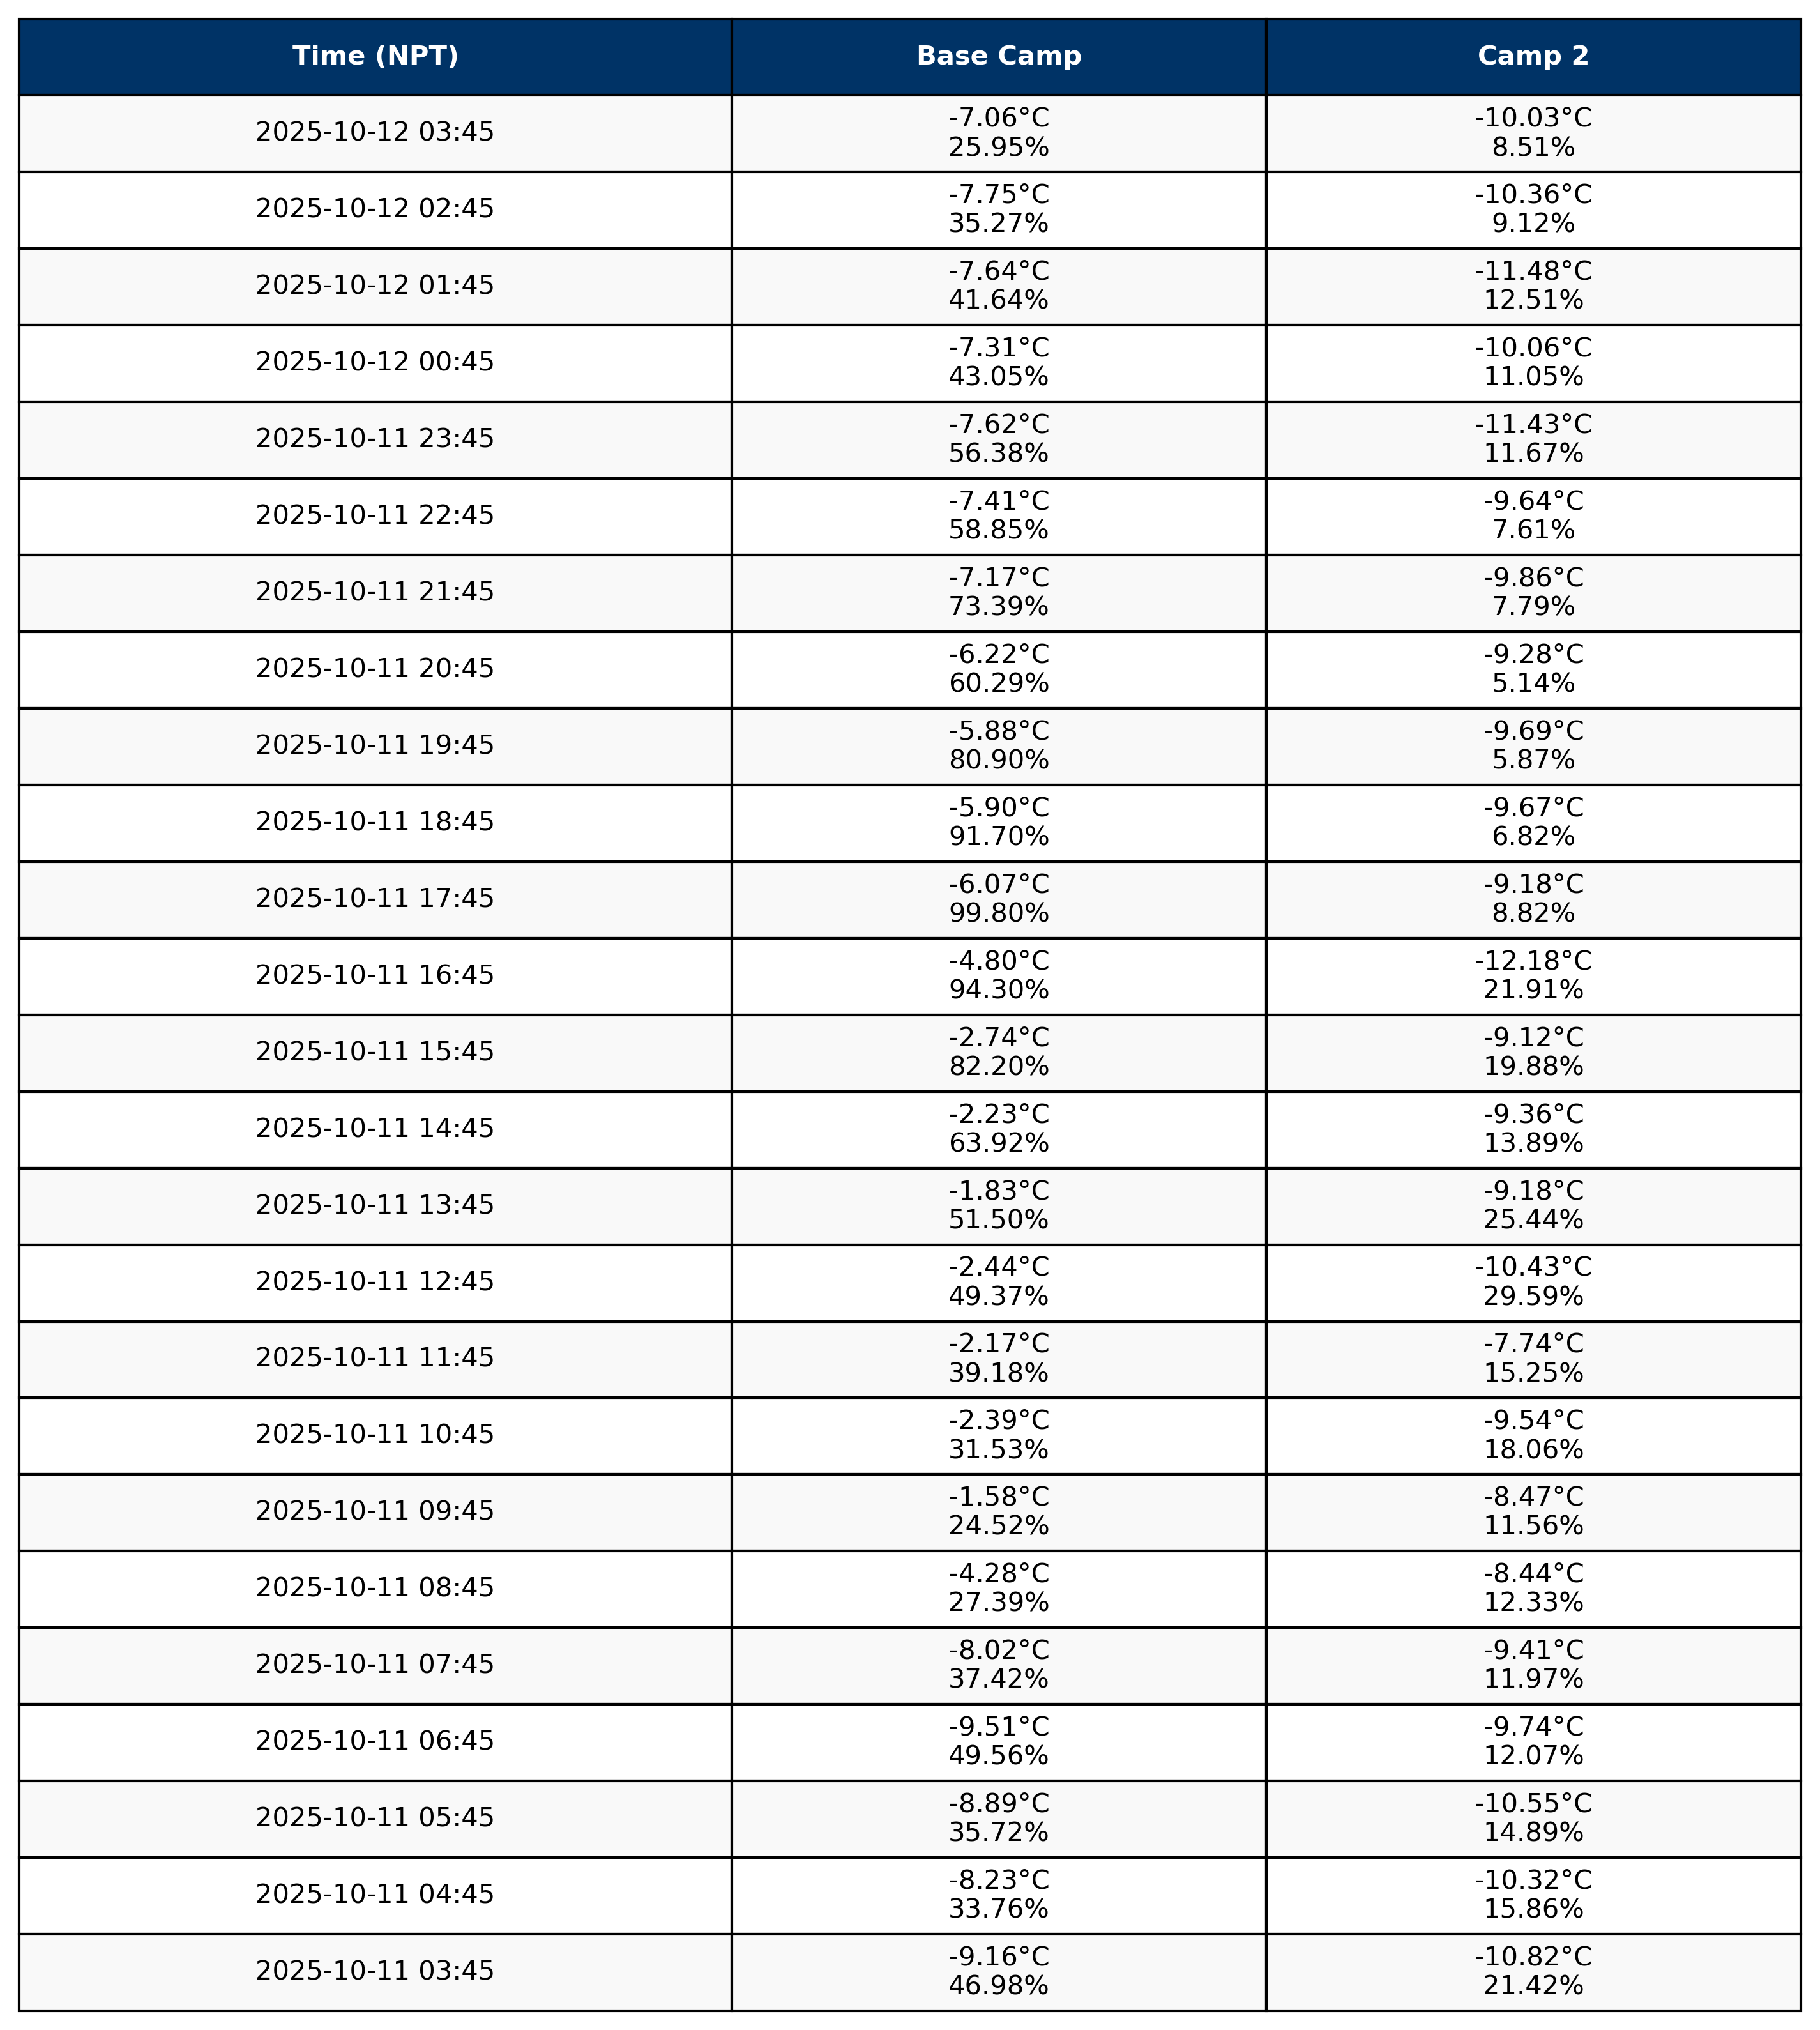 Time (NPT) Base Camp Camp 2
2025-10-12 03:45 -7.06°C 25.95% -10.03°C 8.51%
2025-10-12 02:45 -7.75°C 35.27% -10.36°C 9.12%
2025-10-12 01:45 -7.64°C 41.64% -11.48°C 12.51%
2025-10-12 00:45 -7.31°C 43.05% -10.06°C 11.05%
2025-10-11 23:45 -7.62°C 56.38% -11.43°C 11.67%
2025-10-11 22:45 -7.41°C 58.85% -9.64°C 7.61%
2025-10-11 21:45 -7.17°C 73.39% -9.86°C 7.79%
2025-10-11 20:45 -6.22°C 60.29% -9.28°C 5.14%
2025-10-11 19:45 -5.88°C 80.90% -9.69°C 5.87%
2025-10-11 18:45 -5.90°C 91.70% -9.67°C 6.82%
2025-10-11 17:45 -6.07°C 99.80% -9.18°C 8.82%
2025-10-11 16:45 -4.80°C 94.30% -12.18°C 21.91%
2025-10-11 15:45 -2.74°C 82.20% -9.12°C 19.88%
2025-10-11 14:45 -2.23°C 63.92% -9.36°C 13.89%
2025-10-11 13:45 -1.83°C 51.50% -9.18°C 25.44%
2025-10-11 12:45 -2.44°C 49.37% -10.43°C 29.59%
2025-10-11 11:45 -2.17°C 39.18% -7.74°C 15.25%
2025-10-11 10:45 -2.39°C 31.53% -9.54°C 18.06%
2025-10-11 09:45 -1.58°C 24.52% -8.47°C 11.56%
2025-10-11 08:45 -4.28°C 27.39% -8.44°C 12.33%
2025-10-11 07:45 -8.02°C 37.42% -9.41°C 11.97%
2025-10-11 06:45 -9.51°C 49.56% -9.74°C 12.07%
2025-10-11 05:45 -8.89°C 35.72% -10.55°C 14.89%
2025-10-11 04:45 -8.23°C 33.76% -10.32°C 15.86%
2025-10-11 03:45 -9.16°C 46.98% -10.82°C 21.42%